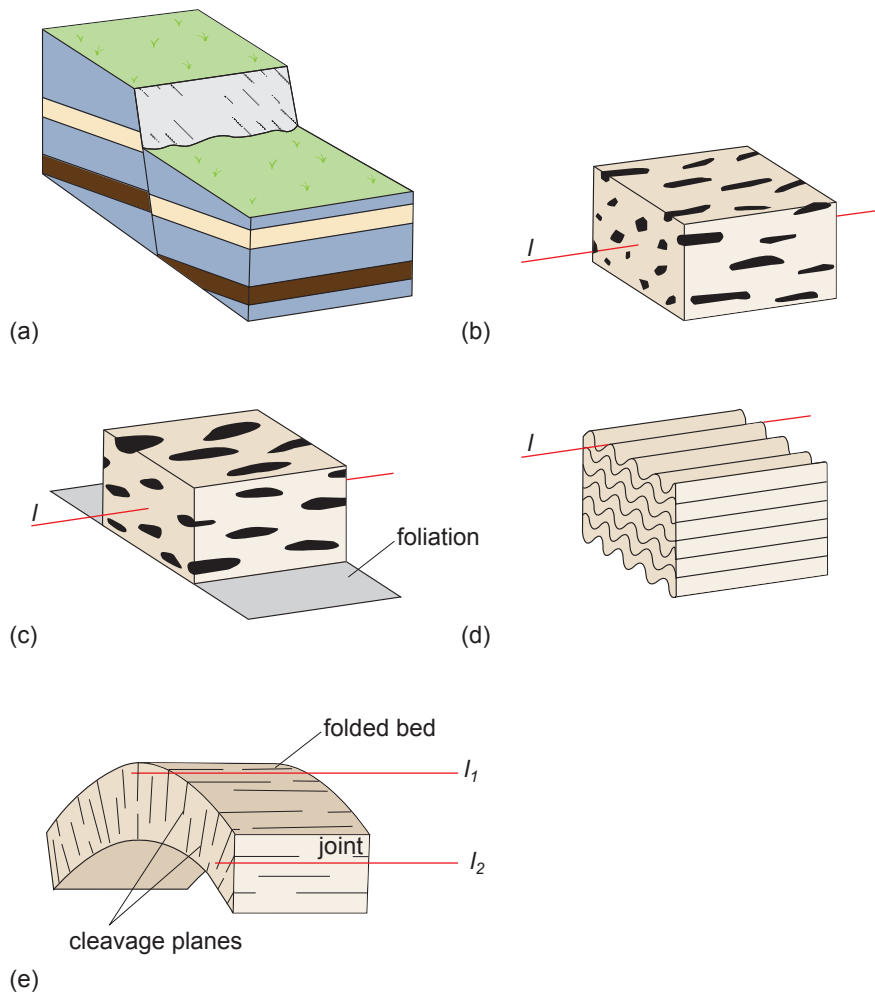 (a)
l
(b)
l
foliation
(c)
l
(d)
folded bed
l1
joint
l2
cleavage planes
(e)